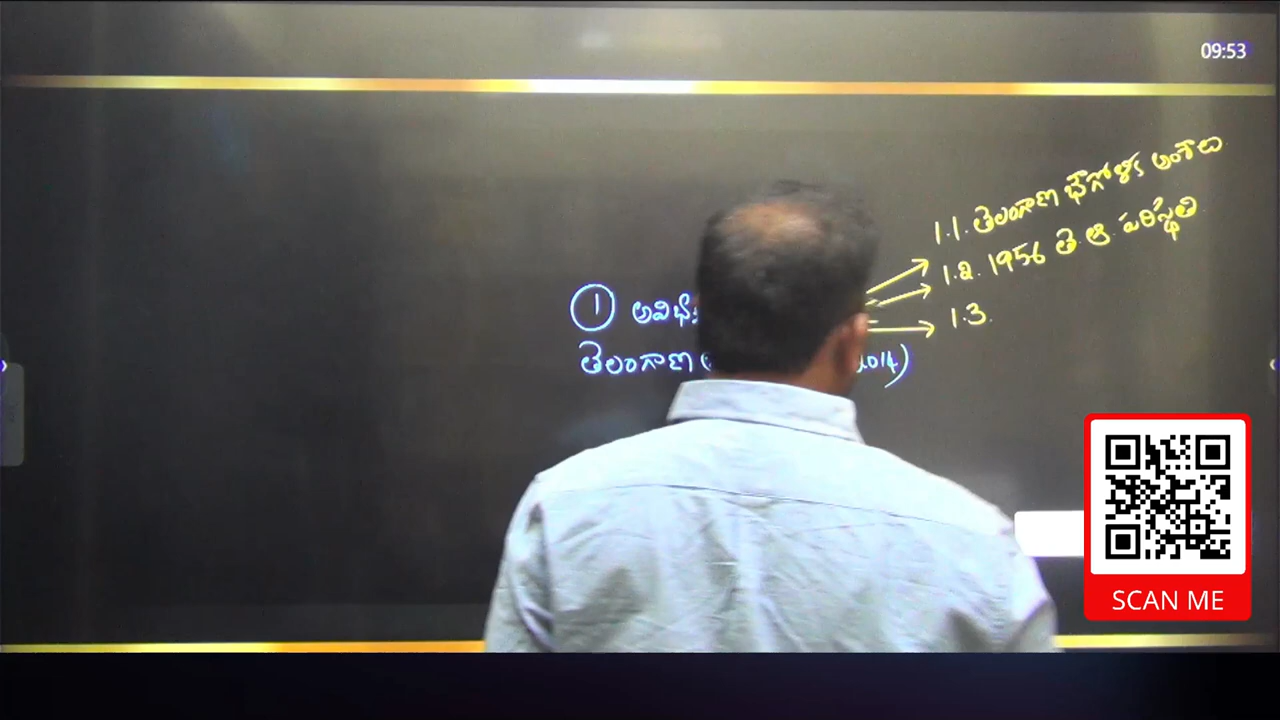 09:53
1.1. తెలంగాణ భౌగోళిక అంశాలు
1.2. 1956 తె. ఆ. పరిస్థితి
1.3.
① అవిభ
తెలంగాణ 2014)
SCAN ME